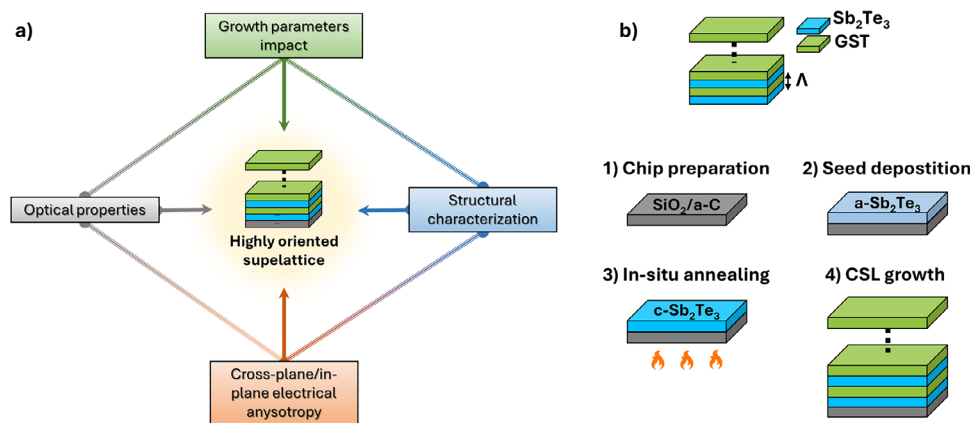 a)
Growth parameters
impact
Optical properties
Structural
characterization
Highly oriented
supelattice
Cross-plane/in-
plane electrical
anysotropy
b)
Sb₂Te₃
GST
Λ
1) Chip preparation
SiO₂/a-C
2) Seed depostition
a-Sb₂Te₃
3) In-situ annealing
c-Sb₂Te₃
4) CSL growth